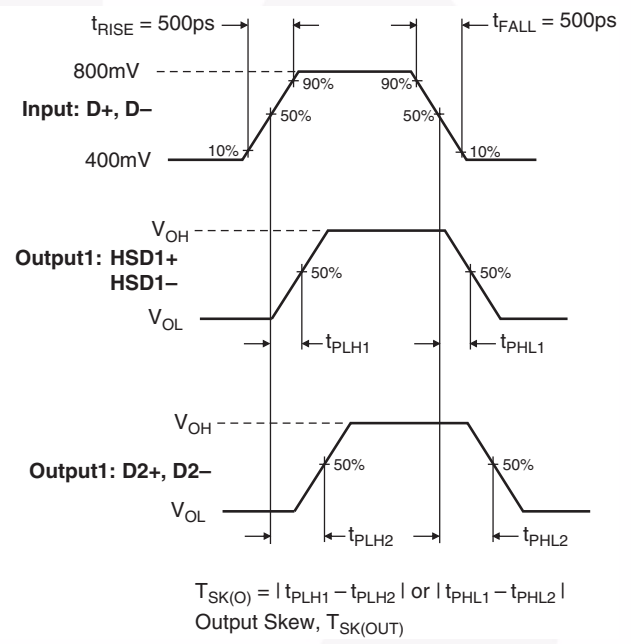 tRISE = 500ps
tFALL = 500ps
800mV
90%
90%
Input: D+, D–
50%
50%
10%
10%
400mV
VOH
Output1: HSD1+
HSD1–
50%
50%
VOL
tPLH1
tPHL1
VOH
Output1: D2+, D2–
50%
50%
VOL
tPLH2
tPHL2
TSK(O) = | tPLH1 – tPLH2 | or | tPHL1 – tPHL2 |
Output Skew, TSK(OUT)